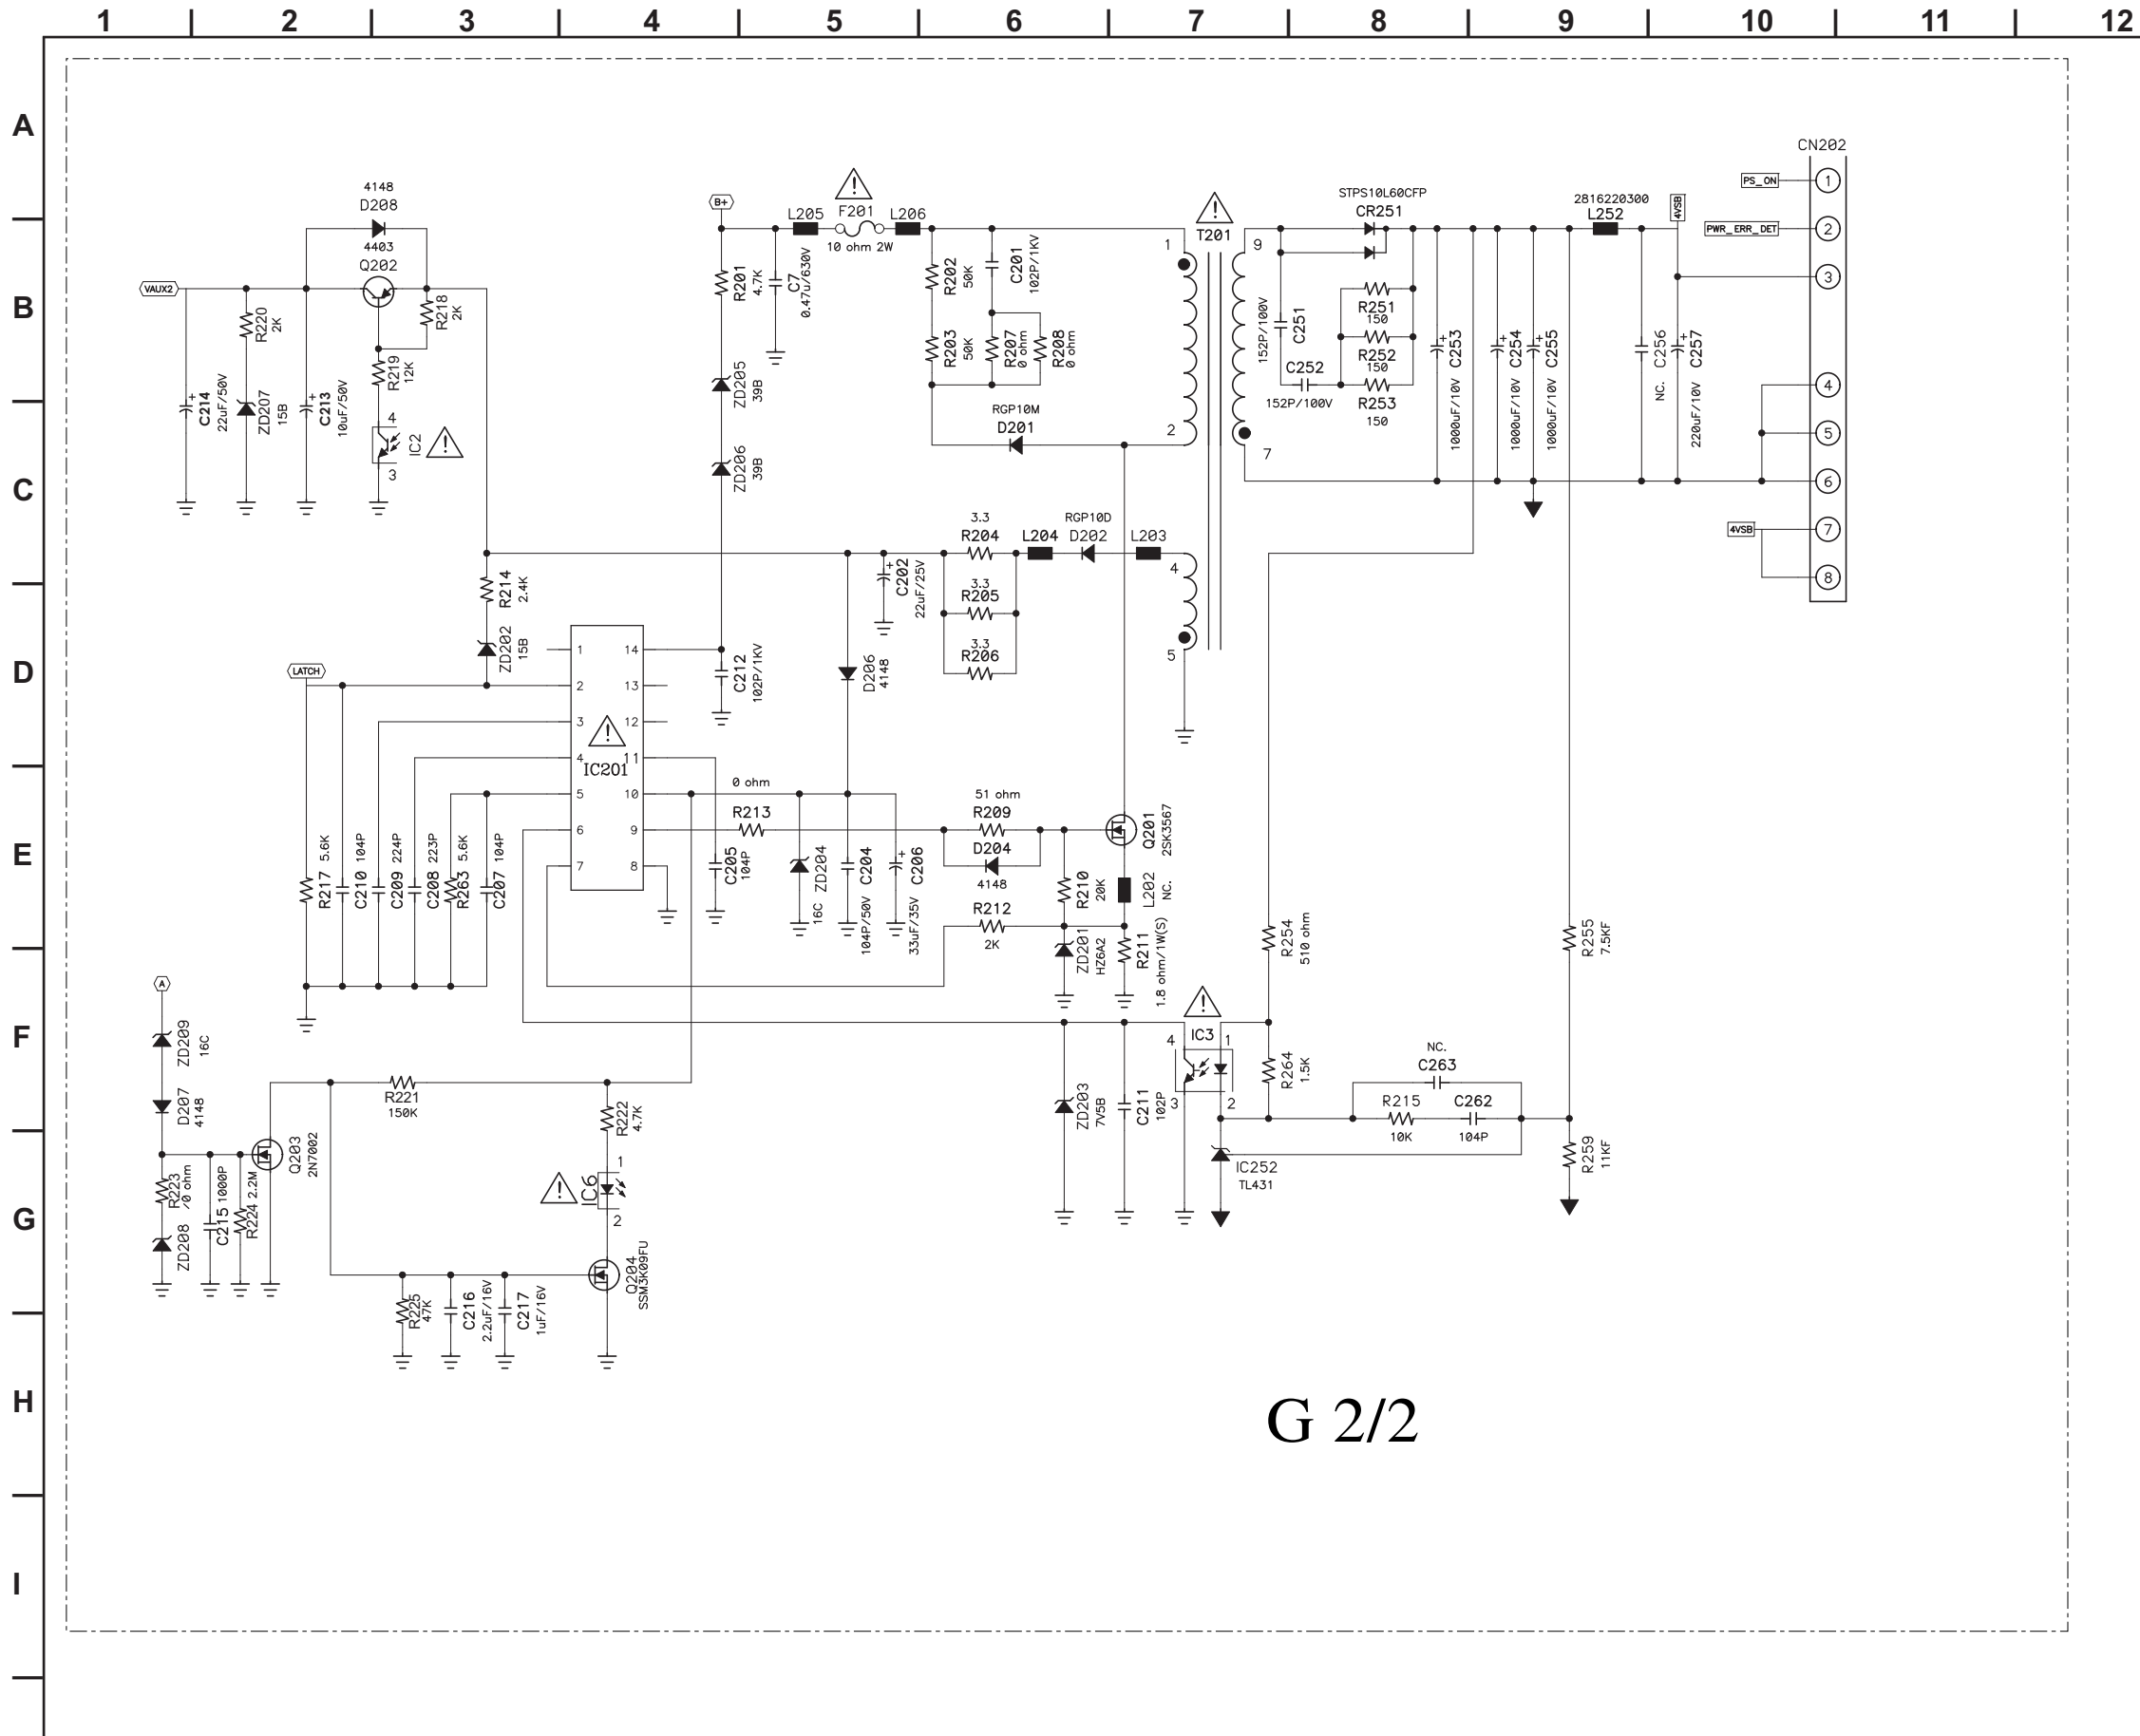 1 2 3 4 5 6 7 8 9 10 11 12
A
B
C
D
E
F
G
H
I
CN202
PS_ON
1
PWR_ERR_DET
2
4VSB
3
4
5
6
4VSB
7
8
4148
D208
4403
Q202
VAUX2
R220
2K
R218
2K
R219
12K
C214
22uF/50V
ZD207
15B
C213
10uF/50V
4
IC2
3
B+
L205
F201
10 ohm 2W
L206
R201
4.7K
C7
0.47u/630V
R202
50K
C201
102P/1KV
R203
50K
R207
0 ohm
R208
0 ohm
ZD205
39B
ZD206
39B
RGP10M
D201
T201
1
2
9
7
4
5
STPS10L60CFP
CR251
152P/100V
C251
R251
150
R252
150
R253
150
C252
152P/100V
1000uF/10V C253
1000uF/10V C254
1000uF/10V C255
2816220300
L252
NC. C256
220uF/10V C257
3.3
R204
L204
RGP10D
D202
L203
3.3
R205
3.3
R206
C202
22uF/25V
R214
2.4K
ZD202
15B
LATCH
IC201
1
2
3
4
5
6
7
14
13
12
11
10
9
8
C212
102P/1KV
D206
4148
0 ohm
R213
C205
104P
16C ZD204
104P/50V C204
33uF/35V C206
51 ohm
R209
D204
4148
R210
20K
Q201
2SK3567
L202
NC.
R212
2K
ZD201
HZ6A2
R211
1.8 ohm/1W(S)
R217 5.6K
C210 104P
C209 224P
C208 223P
R263 5.6K
C207 104P
R254
510 ohm
R255
7.5KF
A
ZD209
16C
D207
4148
R223
/0 ohm
ZD208
C215 1000P
R224 2.2M
Q203
2N7002
R221
150K
R222
4.7K
1
IC6
2
Q204
SSM3K09FU
R225
47K
C216
2.2uF/16V
C217
1uF/16V
ZD203
7V5B
C211
102P
IC3
4
1
3
2
R264
1.5K
NC.
C263
R215
10K
C262
104P
IC252
TL431
R259
11KF
G 2/2